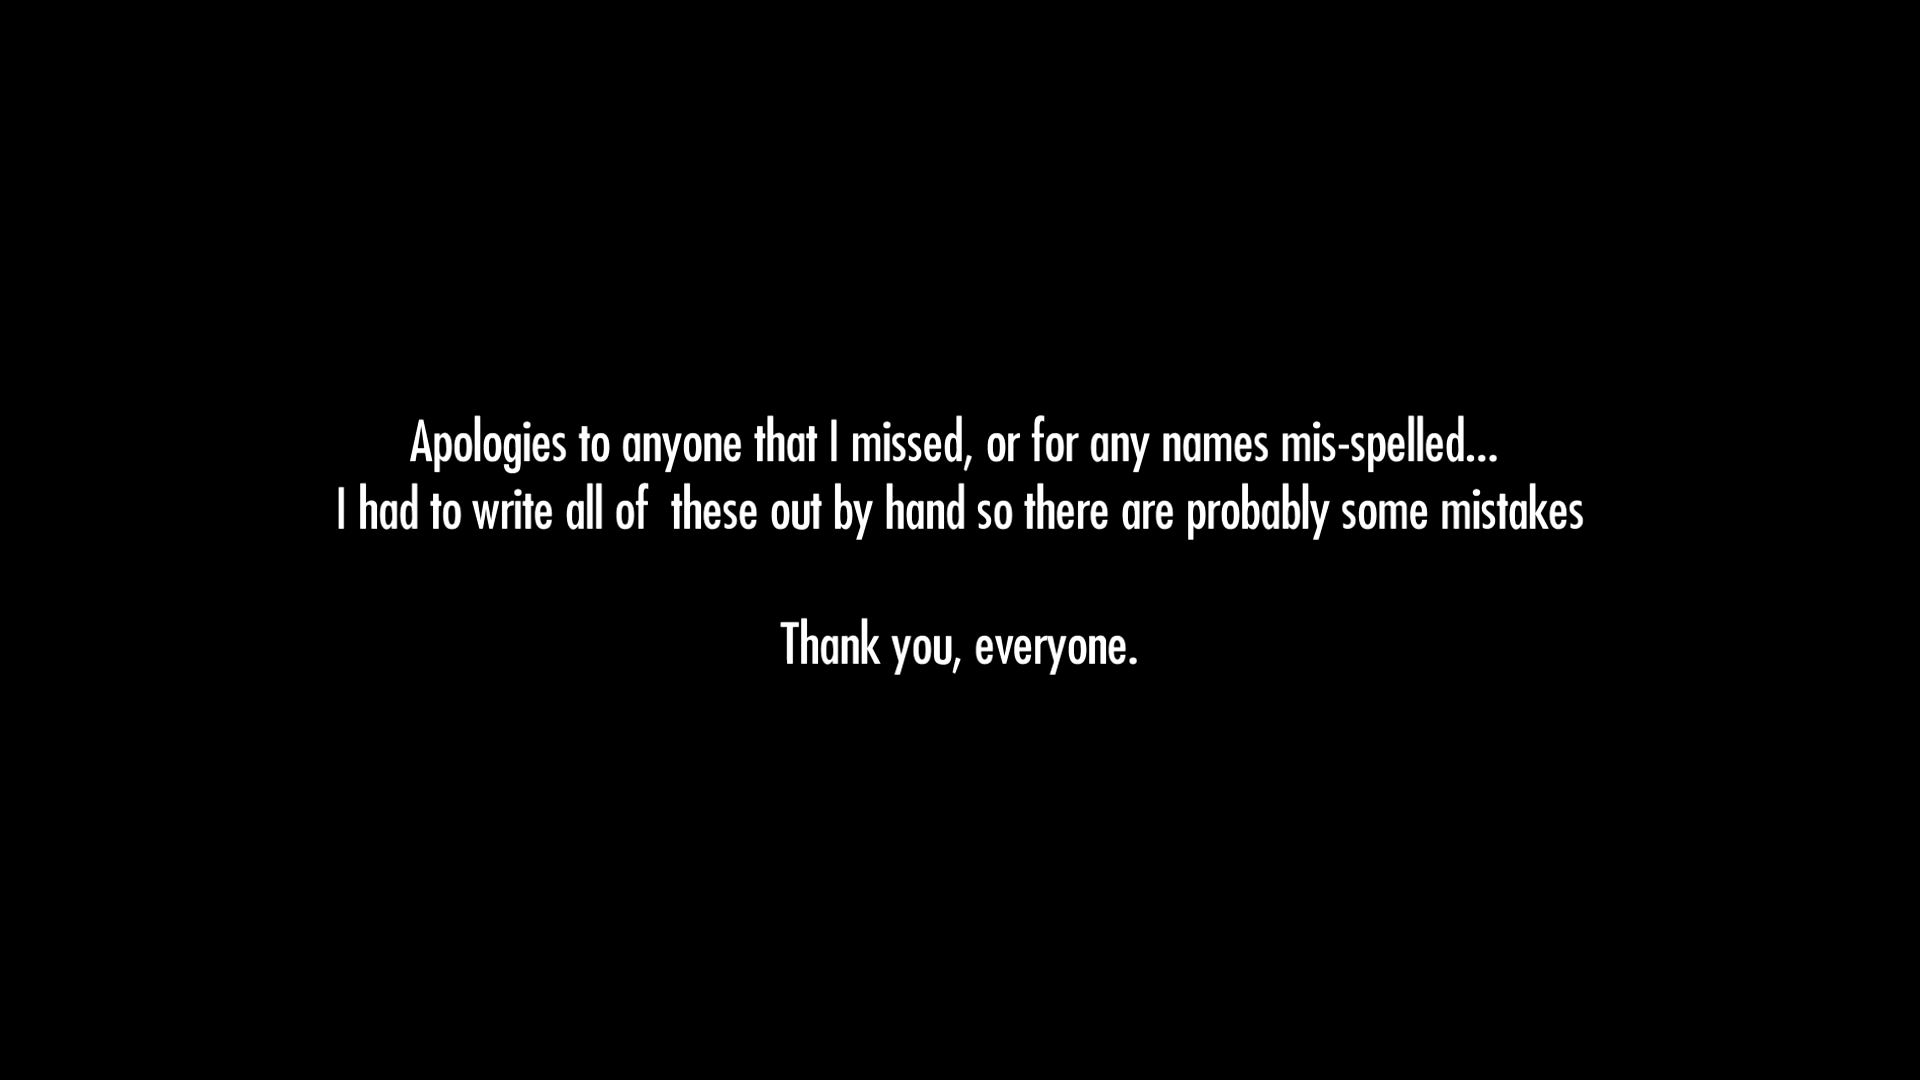 Apologies to anyone that I missed, or for any names mis-spelled...
I had to write all of  these out by hand so there are probably some mistakes
Thank you, everyone.